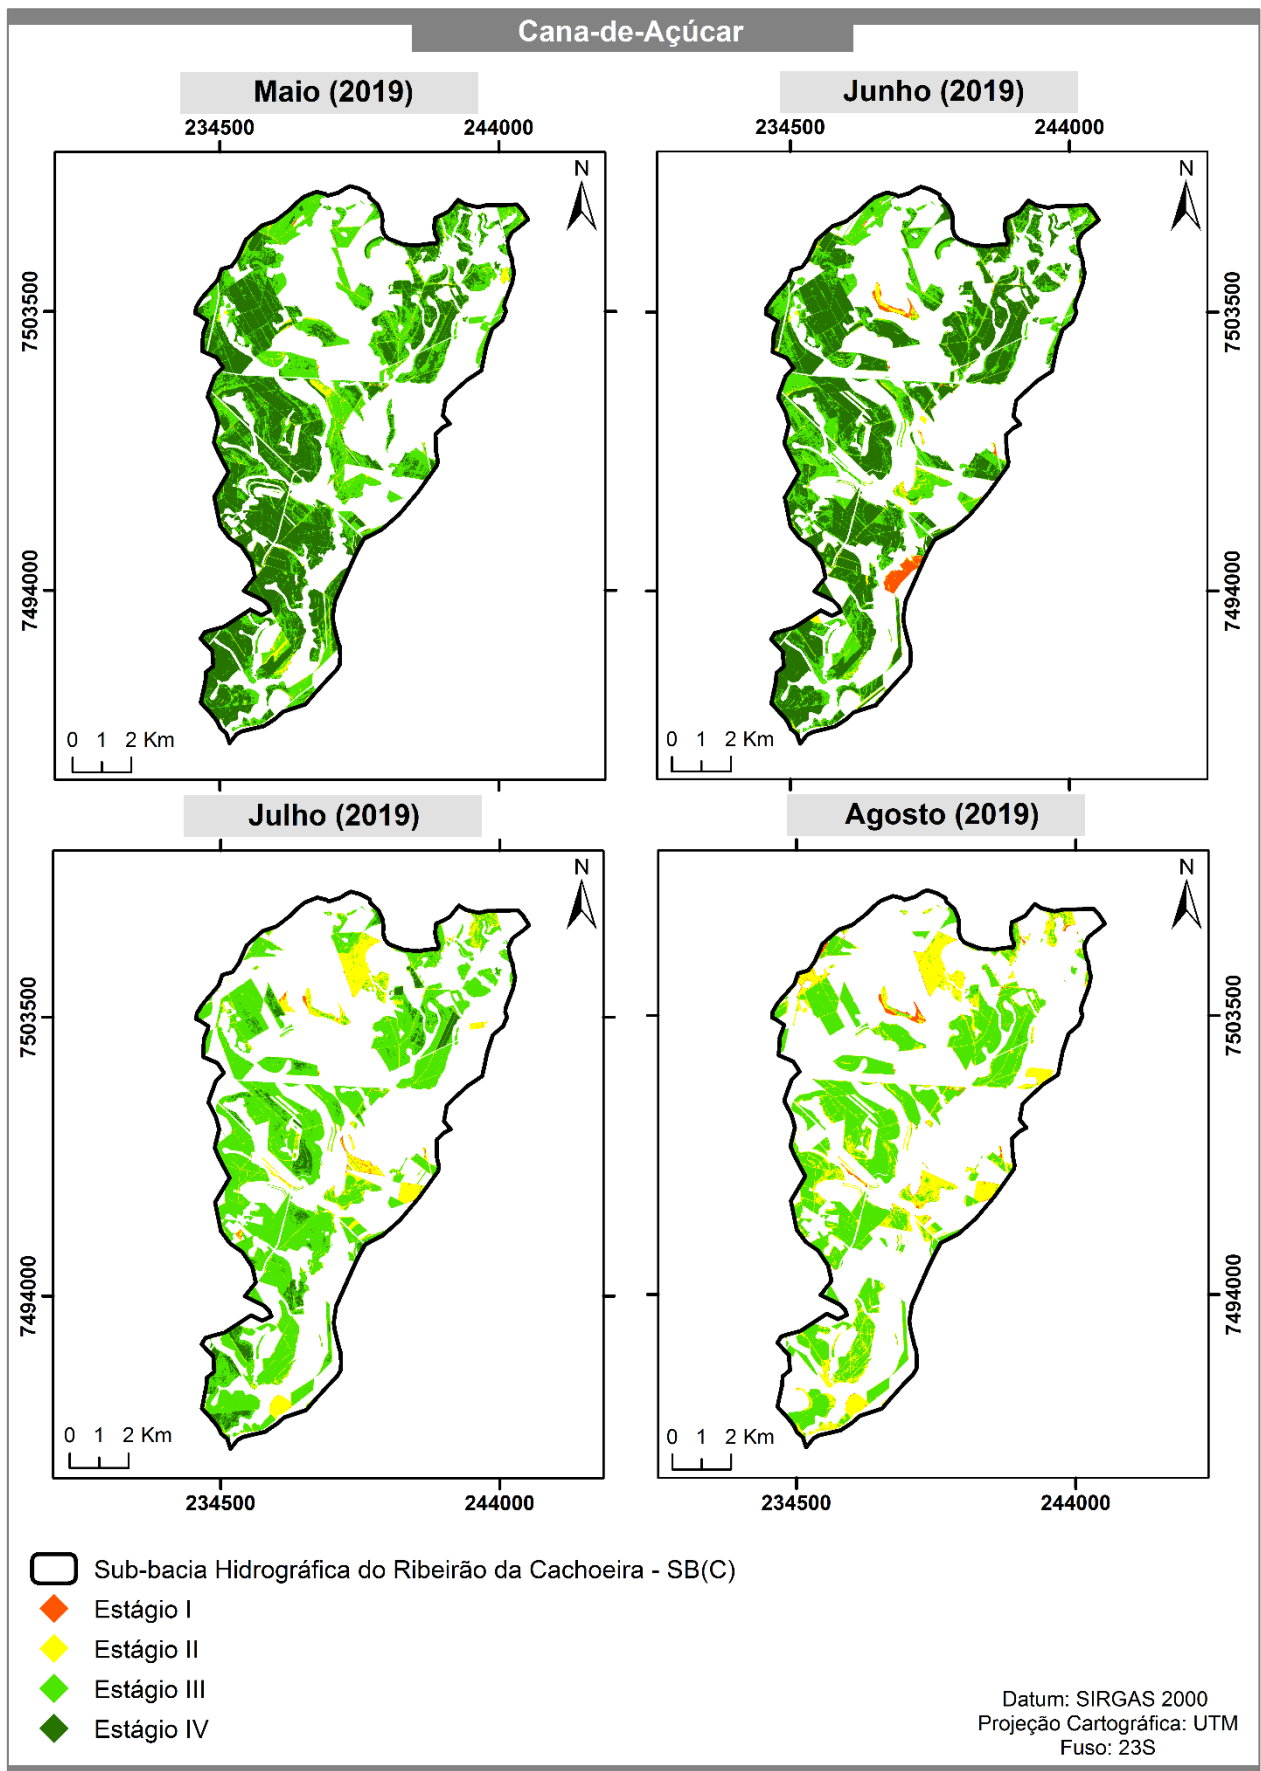 Cana-de-Açúcar
Maio (2019)
Junho (2019)
234500
244000
234500
244000
N
N
7503500
7503500
7494000
7494000
0 1 2 Km
0 1 2 Km
Julho (2019)
Agosto (2019)
N
N
7503500
7503500
7494000
7494000
0 1 2 Km
0 1 2 Km
234500
244000
234500
244000
Sub-bacia Hidrográfica do Ribeirão da Cachoeira - SB(C)
Estágio I
Estágio II
Estágio III
Estágio IV
Datum: SIRGAS 2000
Projeção Cartográfica: UTM
Fuso: 23S